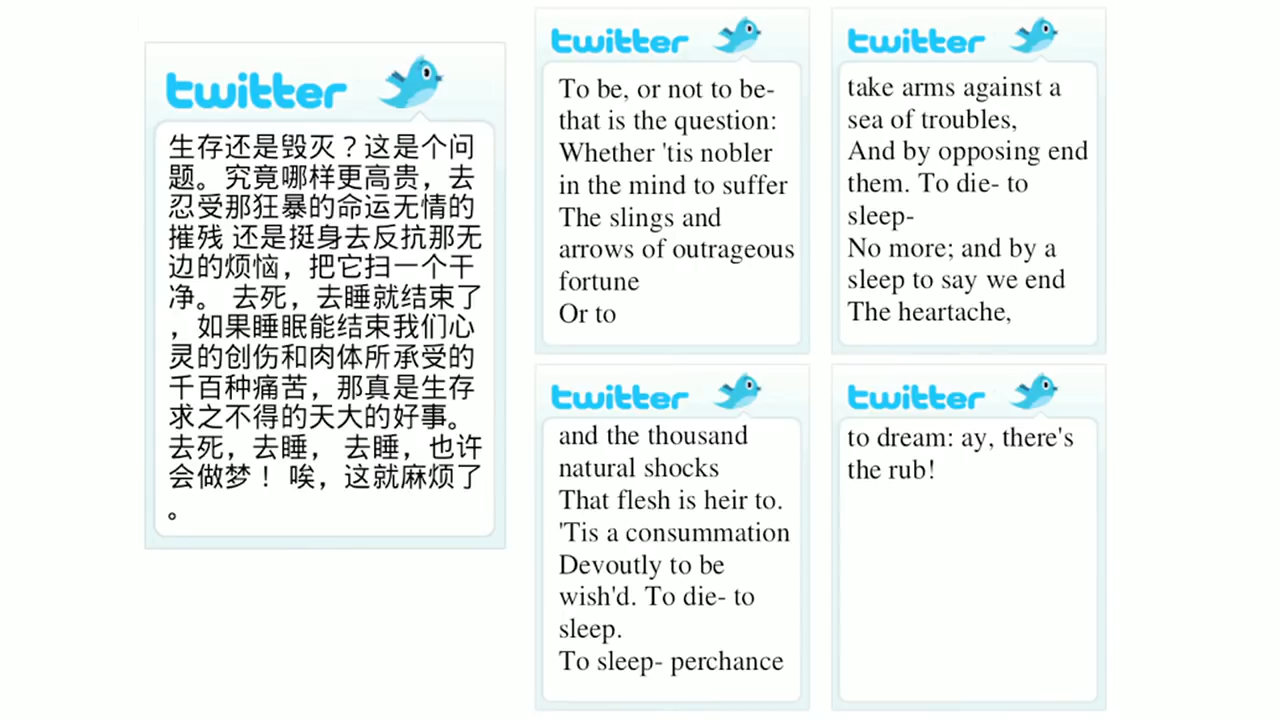 twitter
生存还是毁灭？这是个问
题。究竟哪样更高贵，去
忍受那狂暴的命运无情的
摧残 还是挺身去反抗那无
边的烦恼，把它扫一个干
净。 去死，去睡就结束了
，如果睡眠能结束我们心
灵的创伤和肉体所承受的
千百种痛苦，那真是生存
求之不得的天大的好事。
去死，去睡， 去睡，也许
会做梦！ 唉，这就麻烦了
。
twitter
To be, or not to be-
that is the question:
Whether 'tis nobler
in the mind to suffer
The slings and
arrows of outrageous
fortune
Or to
twitter
take arms against a
sea of troubles,
And by opposing end
them. To die- to
sleep-
No more; and by a
sleep to say we end
The heartache,
twitter
and the thousand
natural shocks
That flesh is heir to.
'Tis a consummation
Devoutly to be
wish'd. To die- to
sleep.
To sleep- perchance
twitter
to dream: ay, there's
the rub!